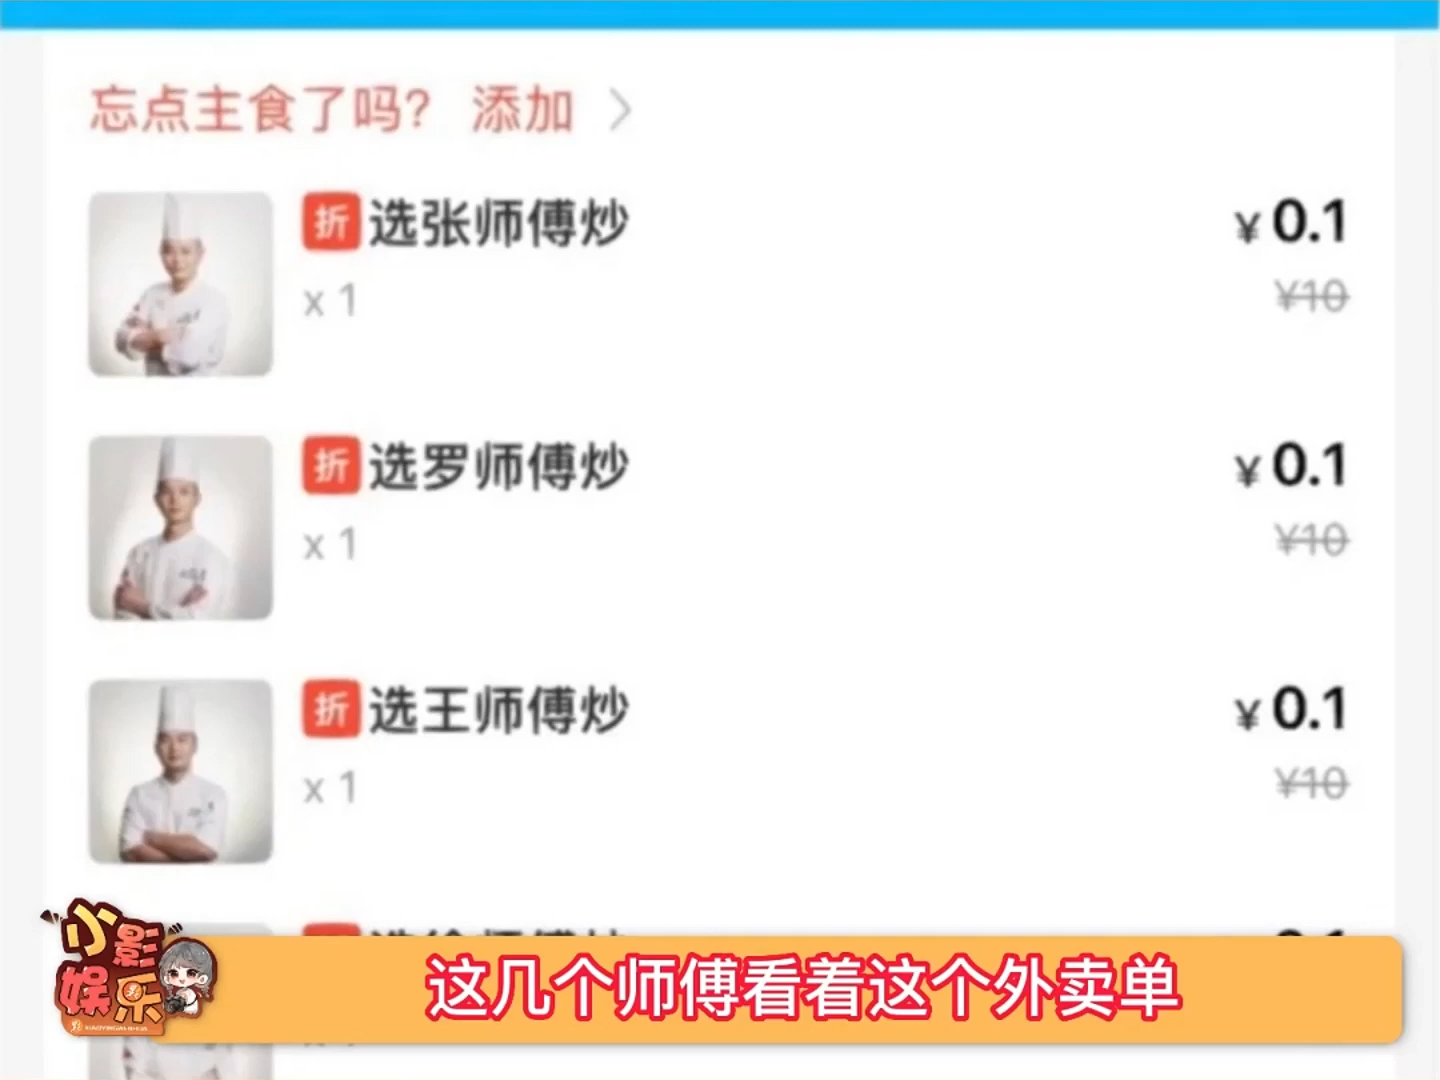 忘点主食了吗？ 添加 >
折 选张师傅炒 ¥0.1
x 1 ¥10
折 选罗师傅炒 ¥0.1
x 1 ¥10
折 选王师傅炒 ¥0.1
x 1 ¥10
小影娱乐
这几个师傅看着这个外卖单